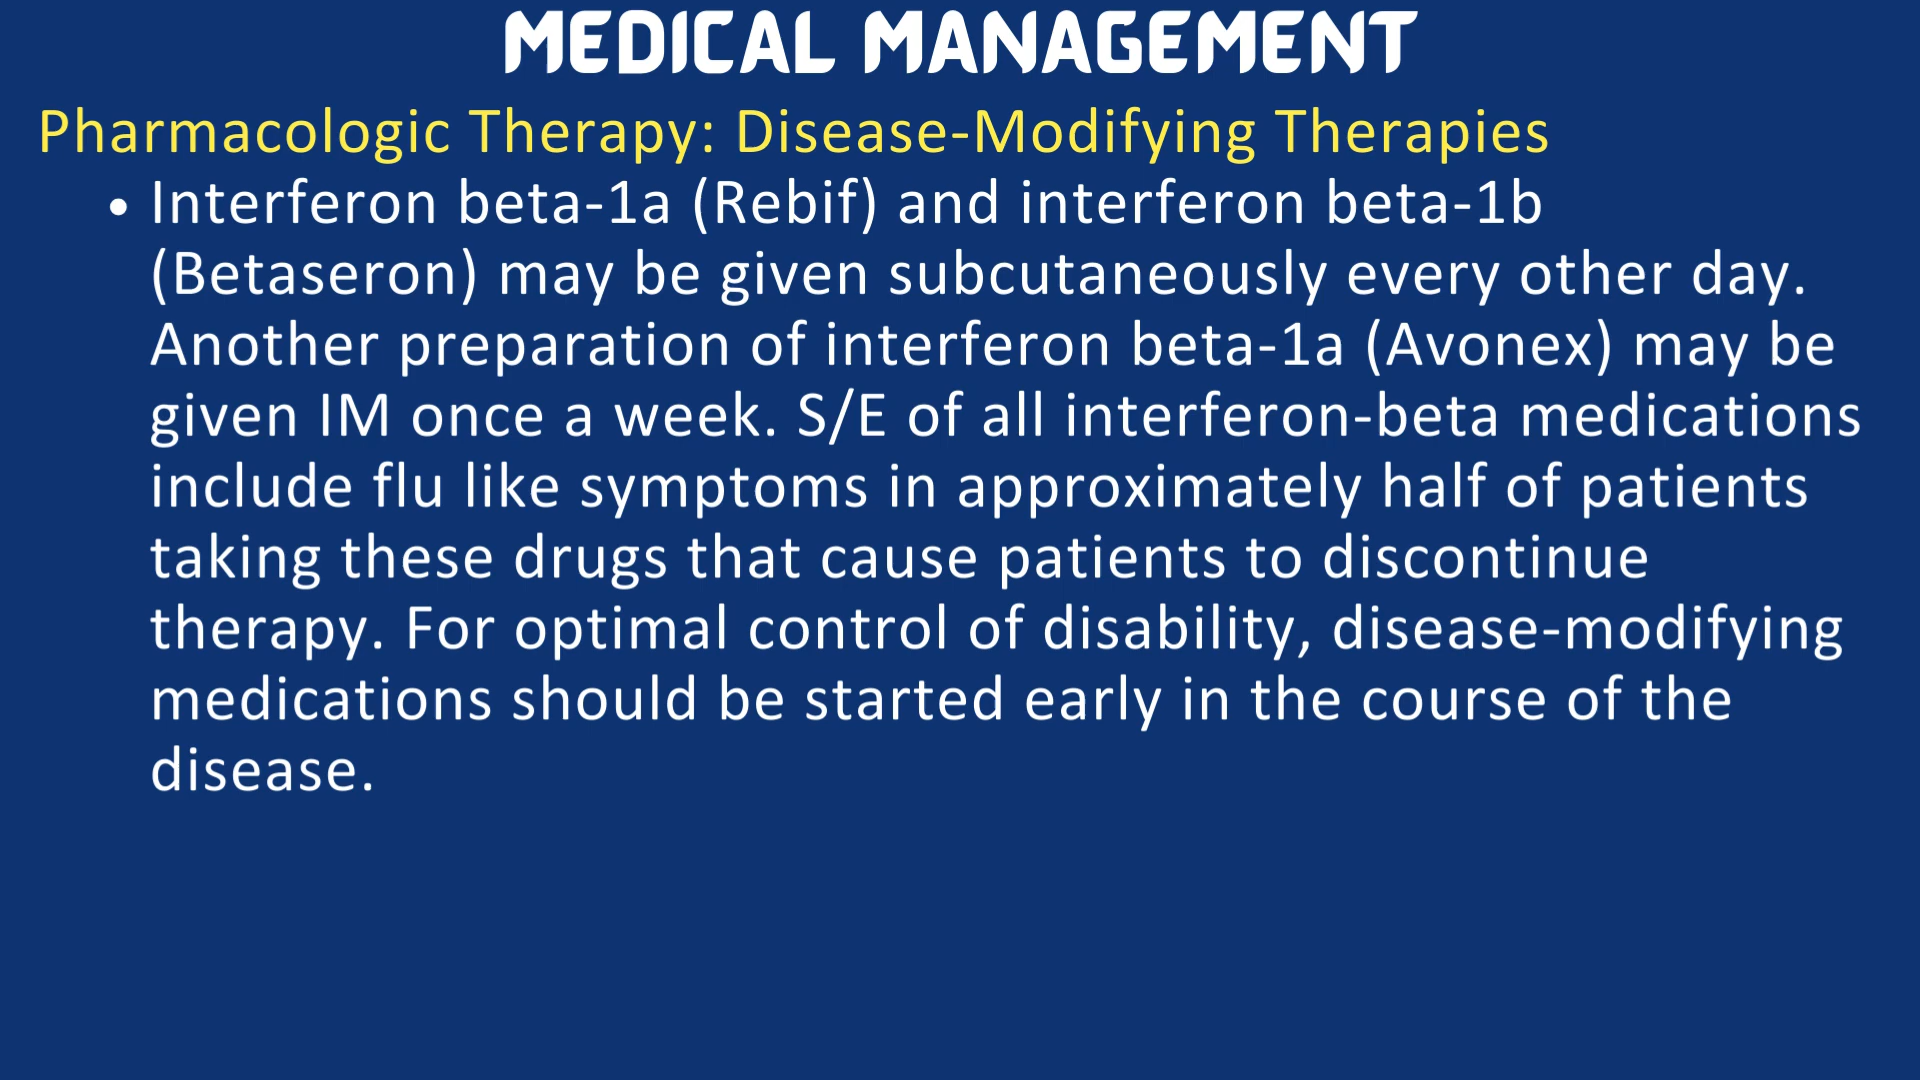 MEDICAL MANAGEMENT
Pharmacologic Therapy: Disease-Modifying Therapies
• Interferon beta-1a (Rebif) and interferon beta-1b
(Betaseron) may be given subcutaneously every other day.
Another preparation of interferon beta-1a (Avonex) may be
given IM once a week. S/E of all interferon-beta medications
include flu like symptoms in approximately half of patients
taking these drugs that cause patients to discontinue
therapy. For optimal control of disability, disease-modifying
medications should be started early in the course of the
disease.